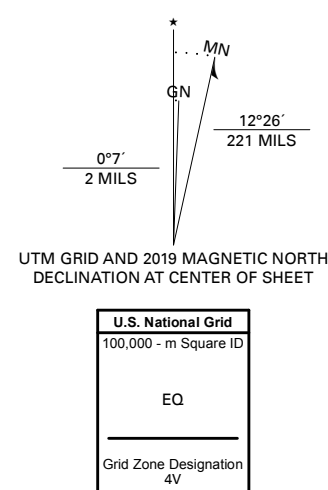 ★
MN
GN
12°26´
221 MILS
0°7´
2 MILS
UTM GRID AND 2019 MAGNETIC NORTH
DECLINATION AT CENTER OF SHEET
U.S. National Grid
100,000 - m Square ID
EQ
Grid Zone Designation
4V